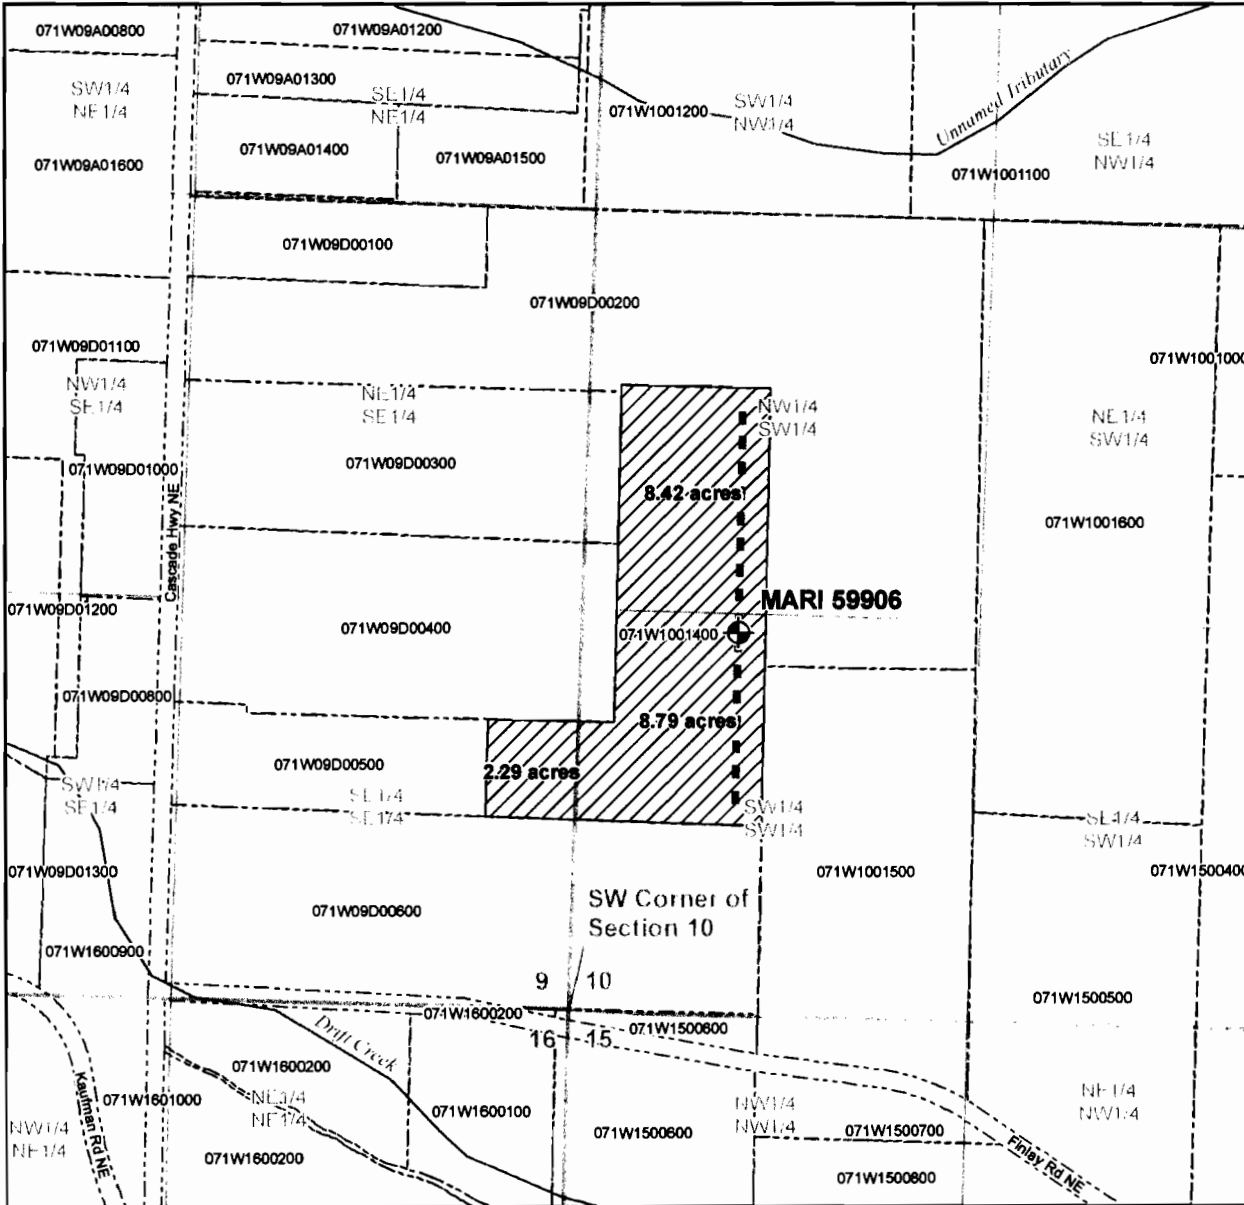 071W09A00800
071W09A01200
SW1/4
NE1/4
071W09A01300
SE1/4
NE1/4
071W1001200
SW1/4
NW1/4
Unnamed Tributary
SE1/4
NW1/4
071W09A01600
071W09A01400
071W09A01500
071W1001100
071W09D00100
071W09D00200
071W09D01100
071W1001000
NW1/4
SE1/4
NE1/4
SE1/4
NW1/4
SW1/4
NE1/4
SW1/4
071W09D01000
071W09D00300
8.42 acres
071W1001600
Cascade Hwy NE
071W09D01200
MARI 59906
071W09D00400
071W1001400
071W09D00800
8.79 acres
071W09D00500
2.29 acres
SW1/4
SE1/4
SE1/4
SE1/4
SW1/4
SW1/4
SE1/4
SW1/4
071W09D01300
071W1001500
071W1500400
071W09D00600
SW Corner of
Section 10
071W1600900
9
10
071W1500500
071W1600200
071W1500600
Drift Creek
16
15
071W1600200
Kaufman Rd NE
071W1601000
NE1/4
NE1/4
071W1600100
NW1/4
NW1/4
NE1/4
NW1/4
NW1/4
NE1/4
071W1500600
071W1500700
Finlay Rd NE
071W1600200
071W1500800